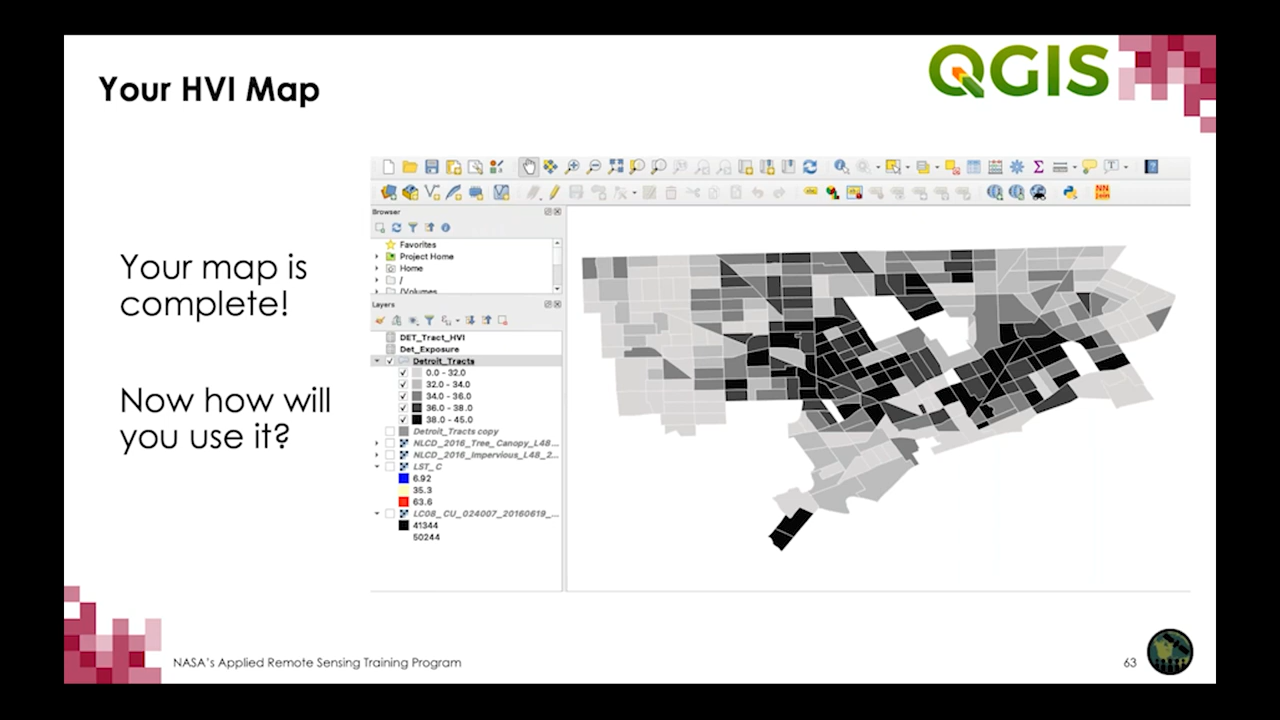 Your HVI Map
QGIS
Your map is
complete!
Now how will
you use it?
Browser
Favorites
Project Home
Home
/
/Volumes
Layers
DET_Tract_HVI
Det_Exposure
Detroit_Tracts
0.0 - 32.0
32.0 - 34.0
34.0 - 36.0
36.0 - 38.0
38.0 - 45.0
Detroit_Tracts copy
NLCD_2016_Tree_Canopy_L48...
NLCD_2016_Impervious_L48_2...
LST_C
6.92
35.3
63.6
LC08_CU_024007_20160619_...
41344
50244
NASA's Applied Remote Sensing Training Program
63